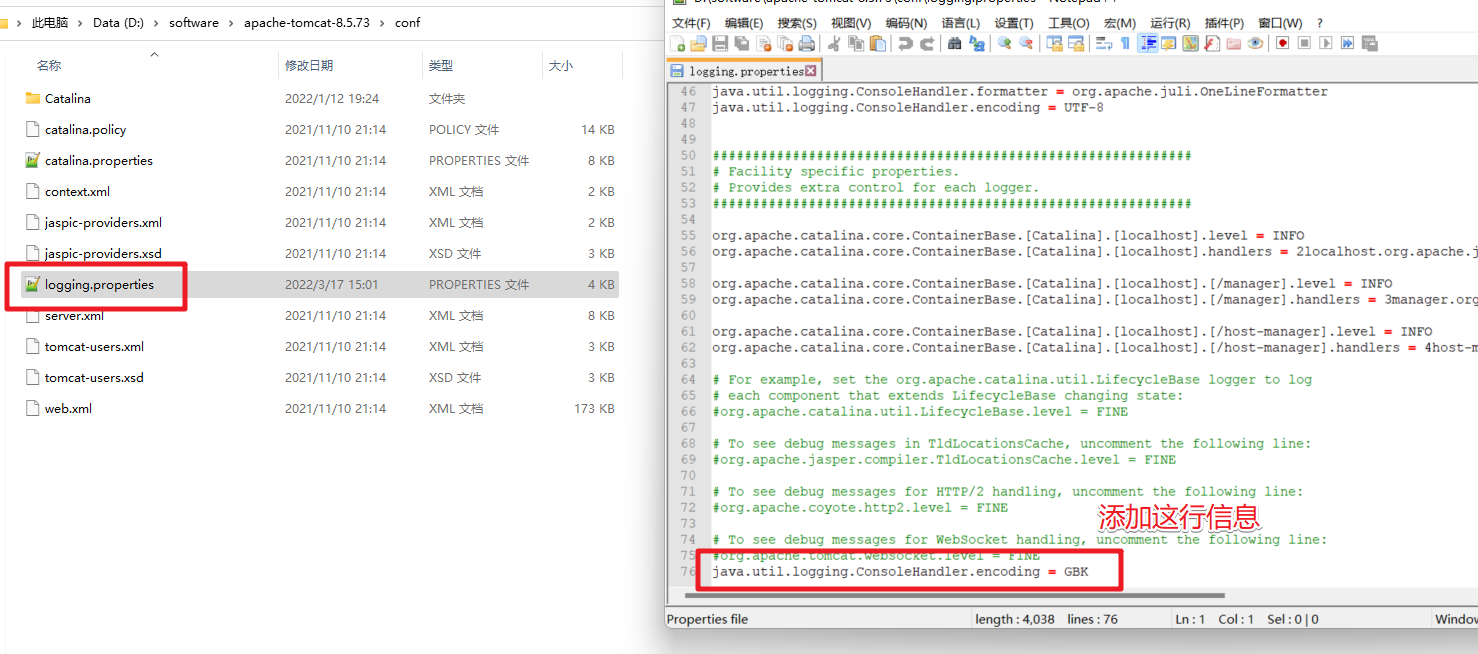 此电脑 › Data (D:) › software › apache-tomcat-8.5.73 › conf
名称 修改日期 类型 大小
Catalina 2022/1/12 19:24 文件夹
catalina.policy 2021/11/10 21:14 POLICY 文件 14 KB
catalina.properties 2021/11/10 21:14 PROPERTIES 文件 8 KB
context.xml 2021/11/10 21:14 XML 文档 2 KB
jaspic-providers.xml 2021/11/10 21:14 XML 文档 2 KB
jaspic-providers.xsd 2021/11/10 21:14 XSD 文件 3 KB
logging.properties 2022/3/17 15:01 PROPERTIES 文件 4 KB
server.xml 2021/11/10 21:14 XML 文档 8 KB
tomcat-users.xml 2021/11/10 21:14 XML 文档 3 KB
tomcat-users.xsd 2021/11/10 21:14 XSD 文件 3 KB
web.xml 2021/11/10 21:14 XML 文档 173 KB
文件(F) 编辑(E) 搜索(S) 视图(V) 编码(N) 语言(L) 设置(T) 工具(O) 宏(M) 运行(R) 插件(P) 窗口(W) ?
logging.properties
46 java.util.logging.ConsoleHandler.formatter = org.apache.juli.OneLineFormatter
47 java.util.logging.ConsoleHandler.encoding = UTF-8
48
49
50 ############################################################
51 # Facility specific properties.
52 # Provides extra control for each logger.
53 ############################################################
54
55 org.apache.catalina.core.ContainerBase.[Catalina].[localhost].level = INFO
56 org.apache.catalina.core.ContainerBase.[Catalina].[localhost].handlers = 2localhost.org.apache.j
57
58 org.apache.catalina.core.ContainerBase.[Catalina].[localhost].[/manager].level = INFO
59 org.apache.catalina.core.ContainerBase.[Catalina].[localhost].[/manager].handlers = 3manager.org
60
61 org.apache.catalina.core.ContainerBase.[Catalina].[localhost].[/host-manager].level = INFO
62 org.apache.catalina.core.ContainerBase.[Catalina].[localhost].[/host-manager].handlers = 4host-m
63
64 # For example, set the org.apache.catalina.util.LifecycleBase logger to log
65 # each component that extends LifecycleBase changing state:
66 #org.apache.catalina.util.LifecycleBase.level = FINE
67
68 # To see debug messages in TldLocationsCache, uncomment the following line:
69 #org.apache.jasper.compiler.TldLocationsCache.level = FINE
70
71 # To see debug messages for HTTP/2 handling, uncomment the following line:
72 #org.apache.coyote.http2.level = FINE
73
添加这行信息
74 # To see debug messages for WebSocket handling, uncomment the following line:
75 #org.apache.tomcat.websocket.level = FINE
76 java.util.logging.ConsoleHandler.encoding = GBK
Properties file length : 4,038 lines : 76 Ln : 1 Col : 1 Sel : 0 | 0 Window